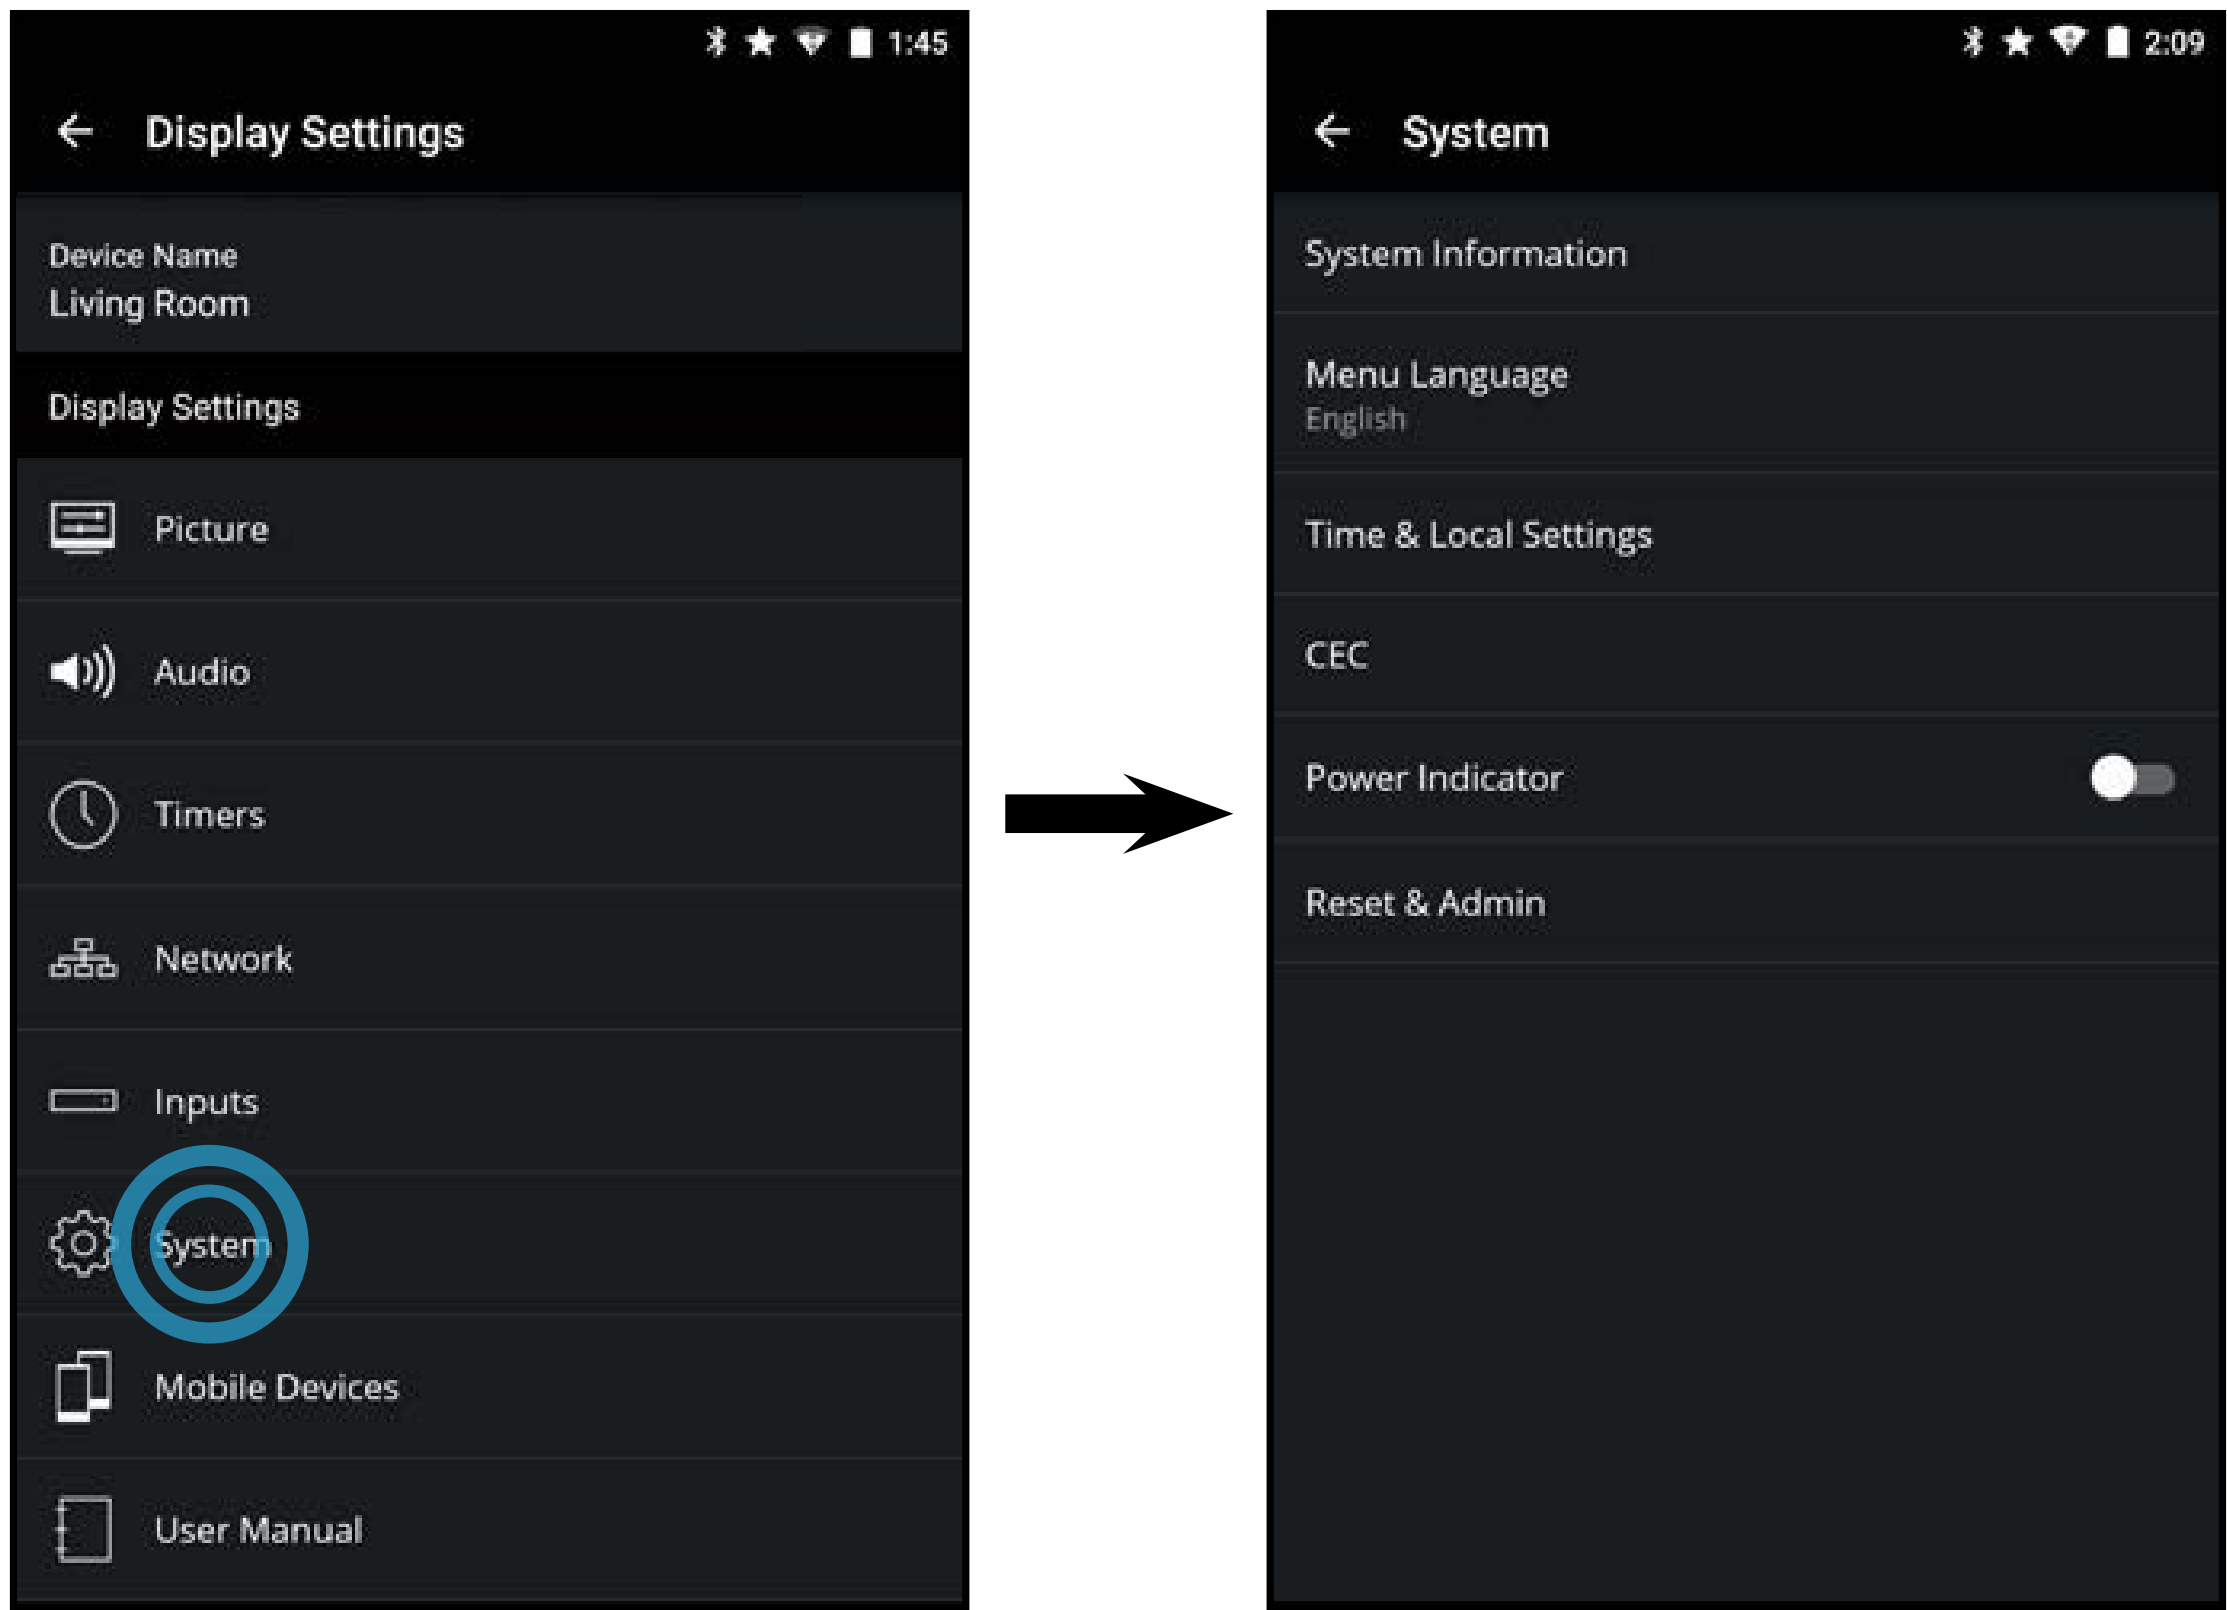 1:45
Display Settings
Device Name
Living Room
Display Settings
Picture
Audio
Timers
Network
Inputs
System
Mobile Devices
User Manual
2:09
System
System Information
Menu Language
English
Time & Local Settings
CEC
Power Indicator
Reset & Admin